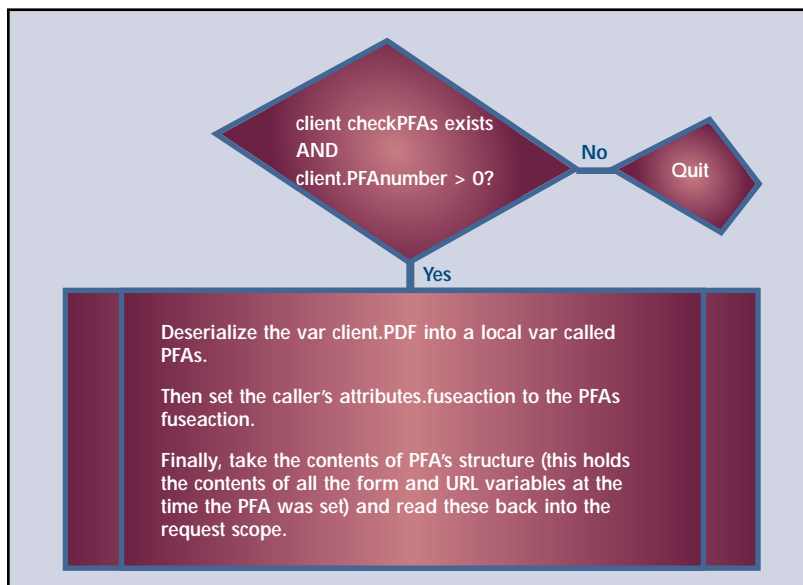 client checkPFAs exists
AND
client.PFAnumber > 0?
No
Quit
Yes
Deserialize the var client.PDF into a local var called
PFAs.
Then set the caller's attributes.fuseaction to the PFAs
fuseaction.
Finally, take the contents of PFA's structure (this holds
the contents of all the form and URL variables at the
time the PFA was set) and read these back into the
request scope.